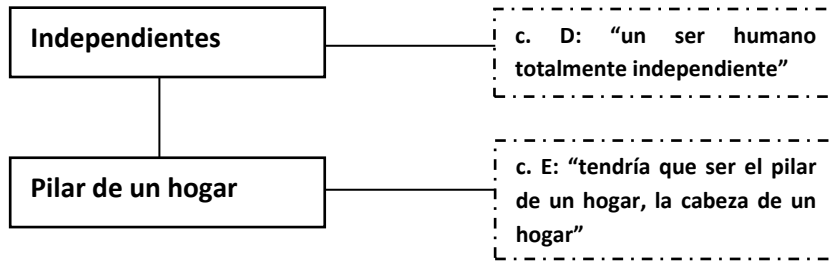 Independientes
c. D: “un ser humano
totalmente independiente”
Pilar de un hogar
c. E: “tendría que ser el pilar
de un hogar, la cabeza de un
hogar”